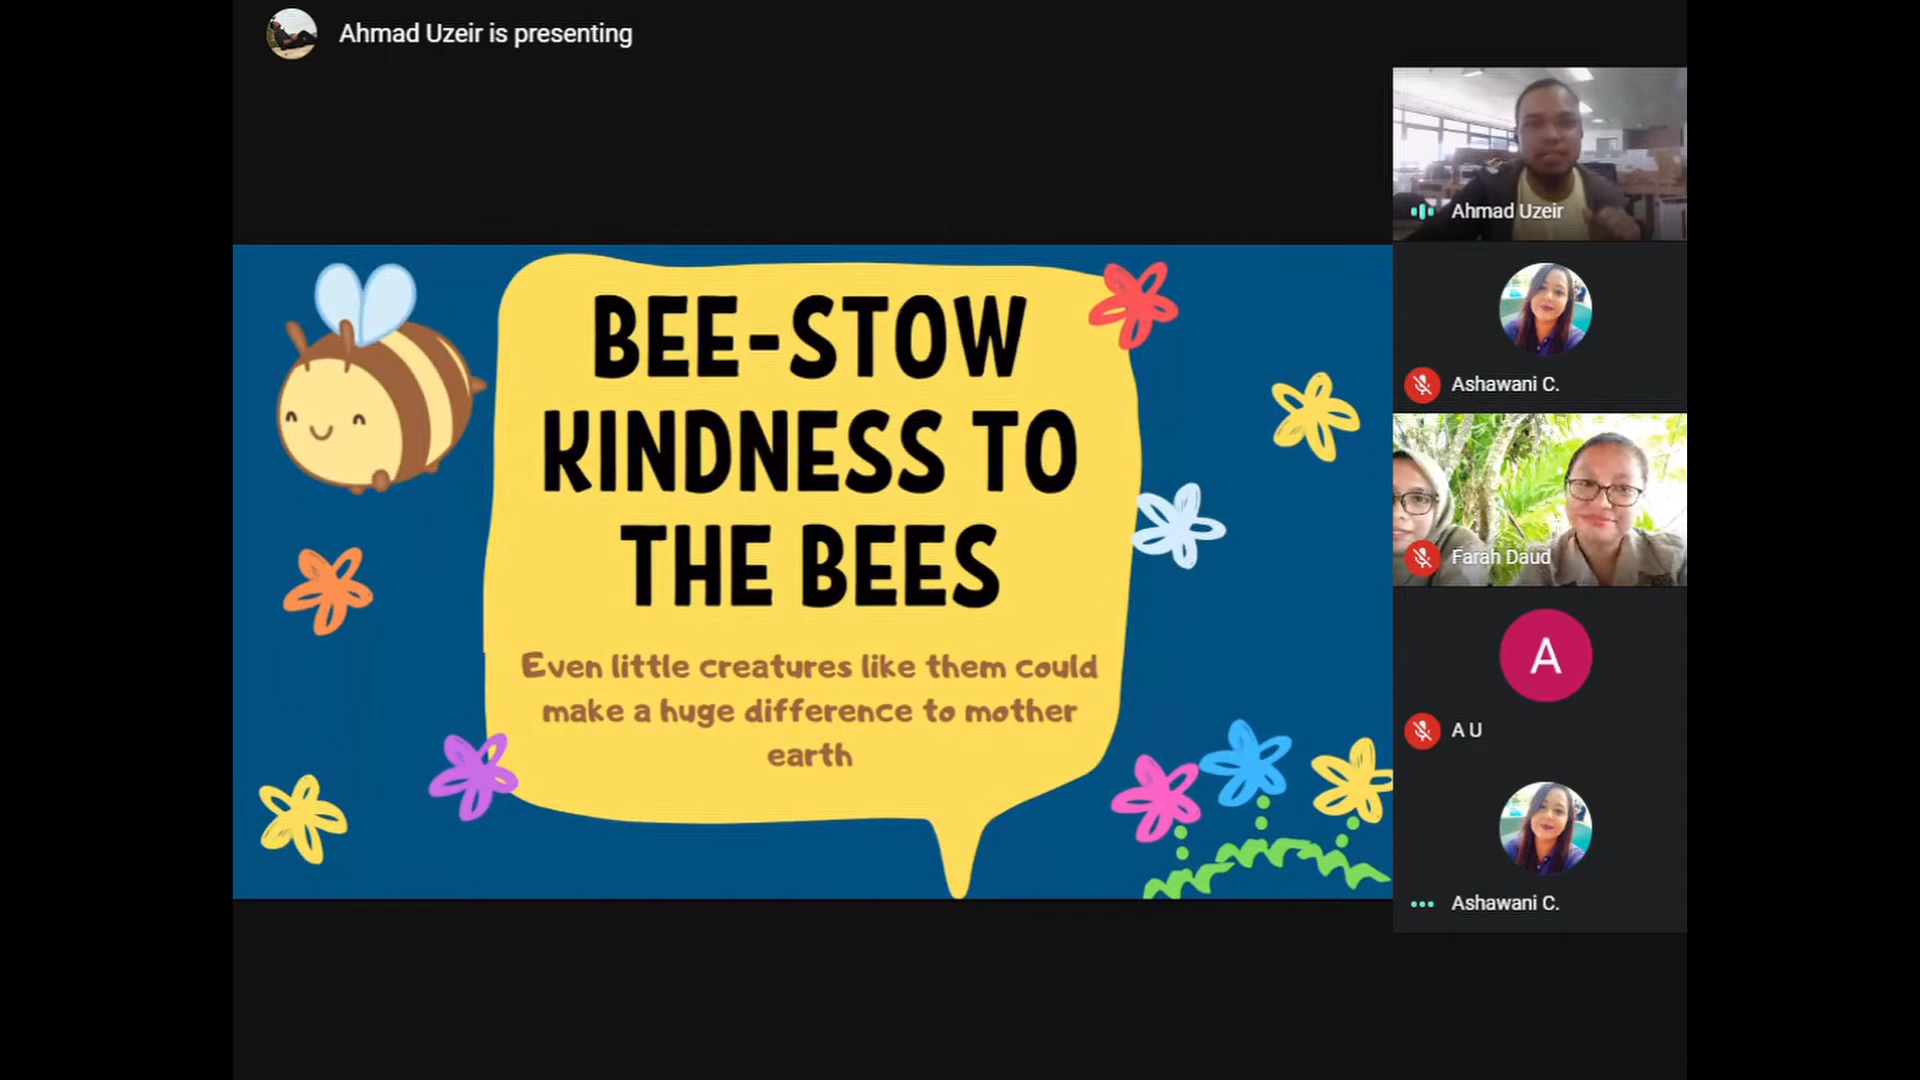 Ahmad Uzeir is presenting
BEE-STOW
KINDNESS TO
THE BEES
Even little creatures like them could
make a huge difference to mother
earth
Ahmad Uzeir
Ashawani C.
Farah Daud
A
A U
Ashawani C.